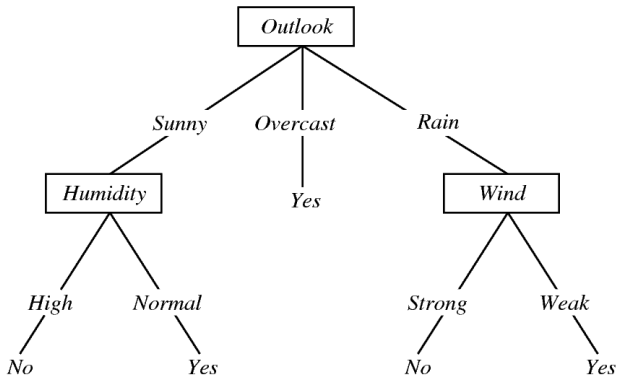 Outlook
Sunny Overcast Rain
Humidity Yes Wind
High Normal Strong Weak
No Yes No Yes